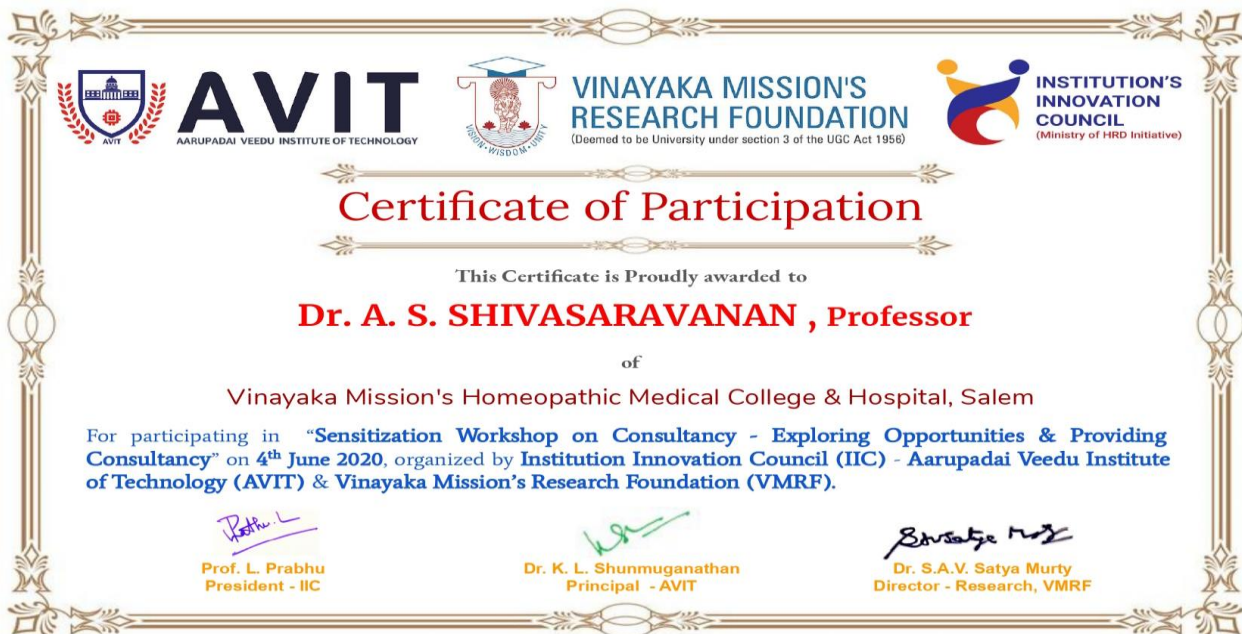 AVIT
AVIT
AARUPADAI VEEDU INSTITUTE OF TECHNOLOGY
VISION - WISDOM - UNITY
VINAYAKA MISSION'S
RESEARCH FOUNDATION
(Deemed to be University under section 3 of the UGC Act 1956)
INSTITUTION'S
INNOVATION
COUNCIL
(Ministry of HRD Initiative)
Certificate of Participation
This Certificate is Proudly awarded to
Dr. A. S. SHIVASARAVANAN , Professor
of
Vinayaka Mission's Homeopathic Medical College & Hospital, Salem
For participating in "Sensitization Workshop on Consultancy - Exploring Opportunities & Providing
Consultancy" on 4th June 2020, organized by Institution Innovation Council (IIC) - Aarupadai Veedu Institute
of Technology (AVIT) & Vinayaka Mission's Research Foundation (VMRF).
Prof. L. Prabhu
President - IIC
Dr. K. L. Shunmuganathan
Principal - AVIT
Dr. S.A.V. Satya Murty
Director - Research, VMRF